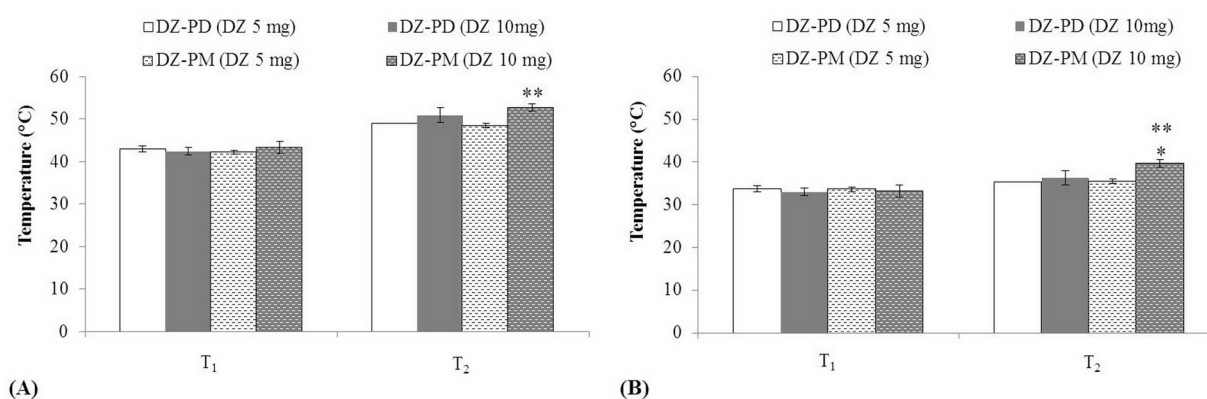 DZ-PD (DZ 5 mg) DZ-PD (DZ 10mg)
DZ-PM (DZ 5 mg) DZ-PM (DZ 10 mg)
60
50
40
30
20
10
0
Temperature (°C)
**
T₁ T₂
(A)
DZ-PD (DZ 5 mg) DZ-PD (DZ 10mg)
DZ-PM (DZ 5 mg) DZ-PM (DZ 10 mg)
60
50
40
30
20
10
0
Temperature (°C)
**
*
T₁ T₂
(B)